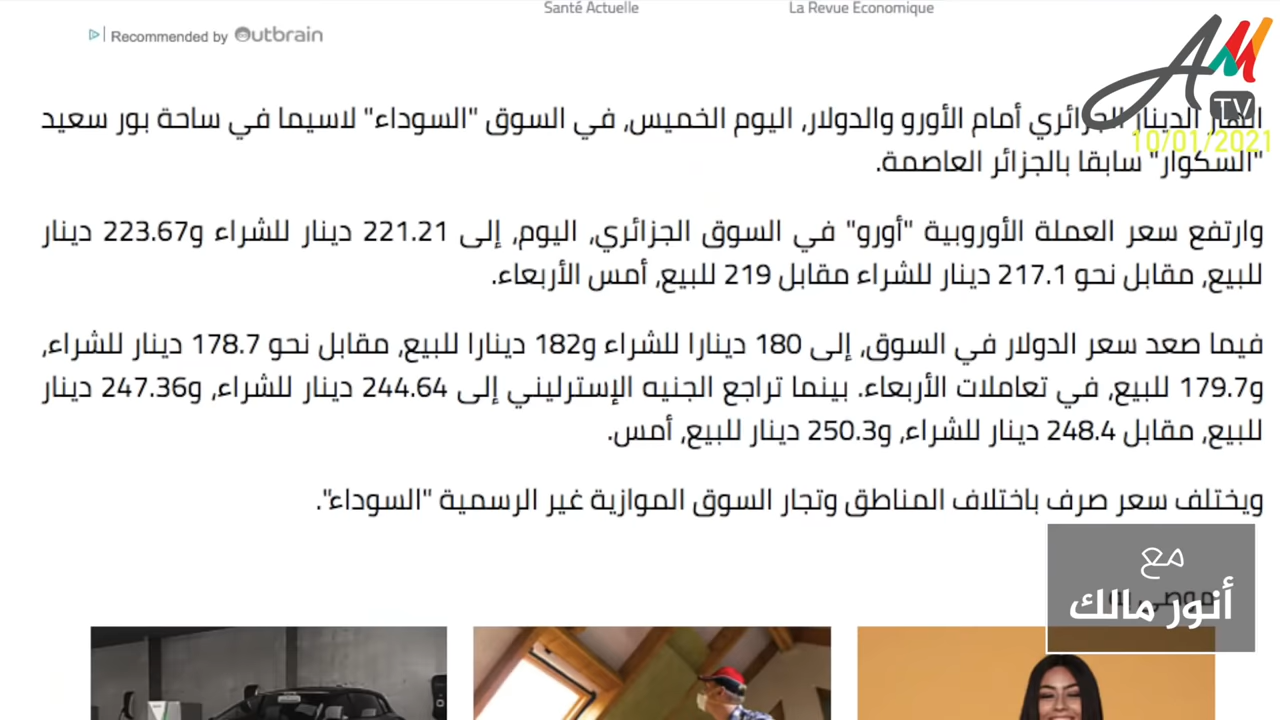 Santé Actuelle
La Revue Economique
Recommended by Outbrain
AM
TV
10/01/2021
انهار الدينار الجزائري أمام الأورو والدولار، اليوم الخميس، في السوق "السوداء" لاسيما في ساحة بور سعيد
"السكوار" سابقا بالجزائر العاصمة.
وارتفع سعر العملة الأوروبية "أورو" في السوق الجزائري، اليوم، إلى 221.21 دينار للشراء و223.67 دينار
للبيع، مقابل نحو 217.1 دينار للشراء مقابل 219 للبيع، أمس الأربعاء.
فيما صعد سعر الدولار في السوق، إلى 180 دينارا للشراء و182 دينارا للبيع، مقابل نحو 178.7 دينار للشراء،
و179.7 للبيع، في تعاملات الأربعاء. بينما تراجع الجنيه الإسترليني إلى 244.64 دينار للشراء، و247.36 دينار
للبيع، مقابل 248.4 دينار للشراء، و250.3 دينار للبيع، أمس.
ويختلف سعر صرف باختلاف المناطق وتجار السوق الموازية غير الرسمية "السوداء".
مع
أنور مالك